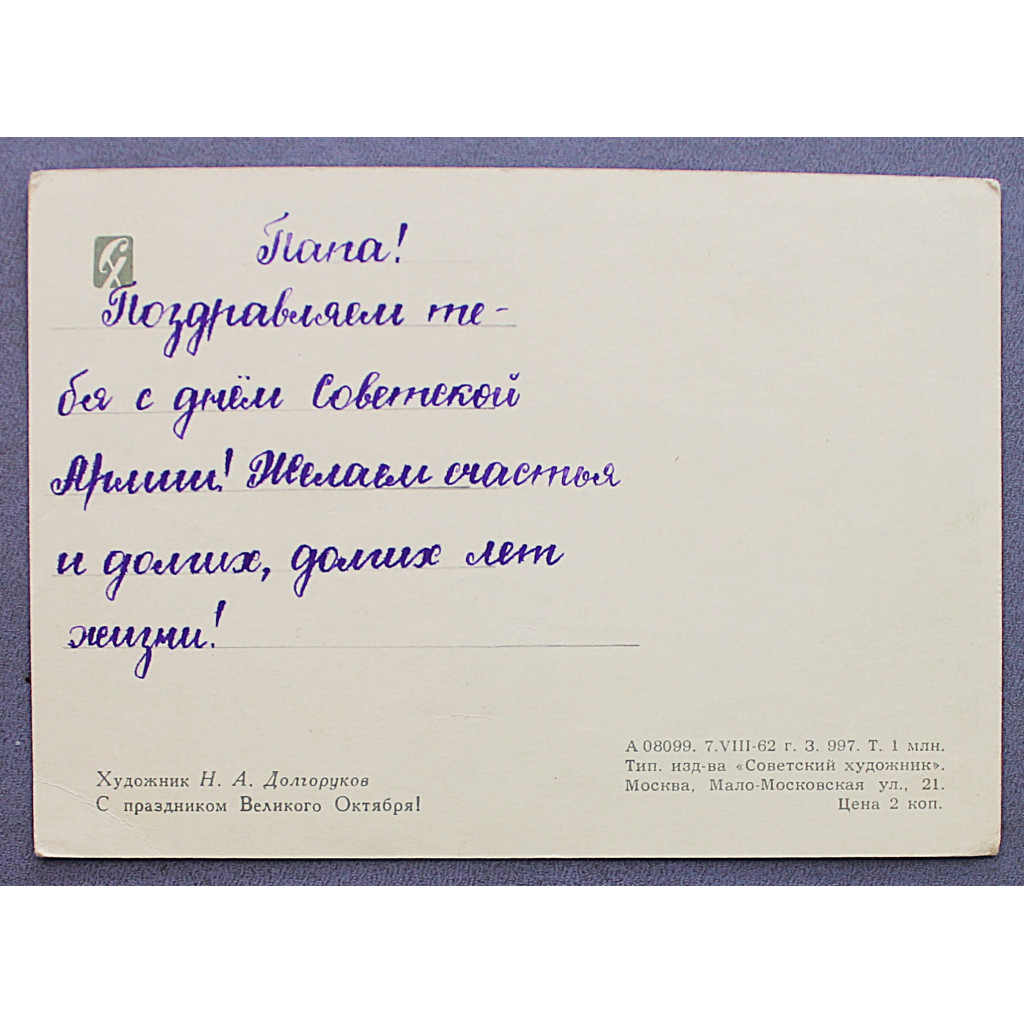 СХ
Папа!
Поздравляем те-
бя с днём Советской
Армии! Желаем счастья
и долгих, долгих лет
жизни!
Художник Н. А. Долгоруков
С праздником Великого Октября!
А 08099. 7.VIII-62 г. З. 997. Т. 1 млн.
Тип. изд-ва «Советский художник».
Москва, Мало-Московская ул., 21.
Цена 2 коп.